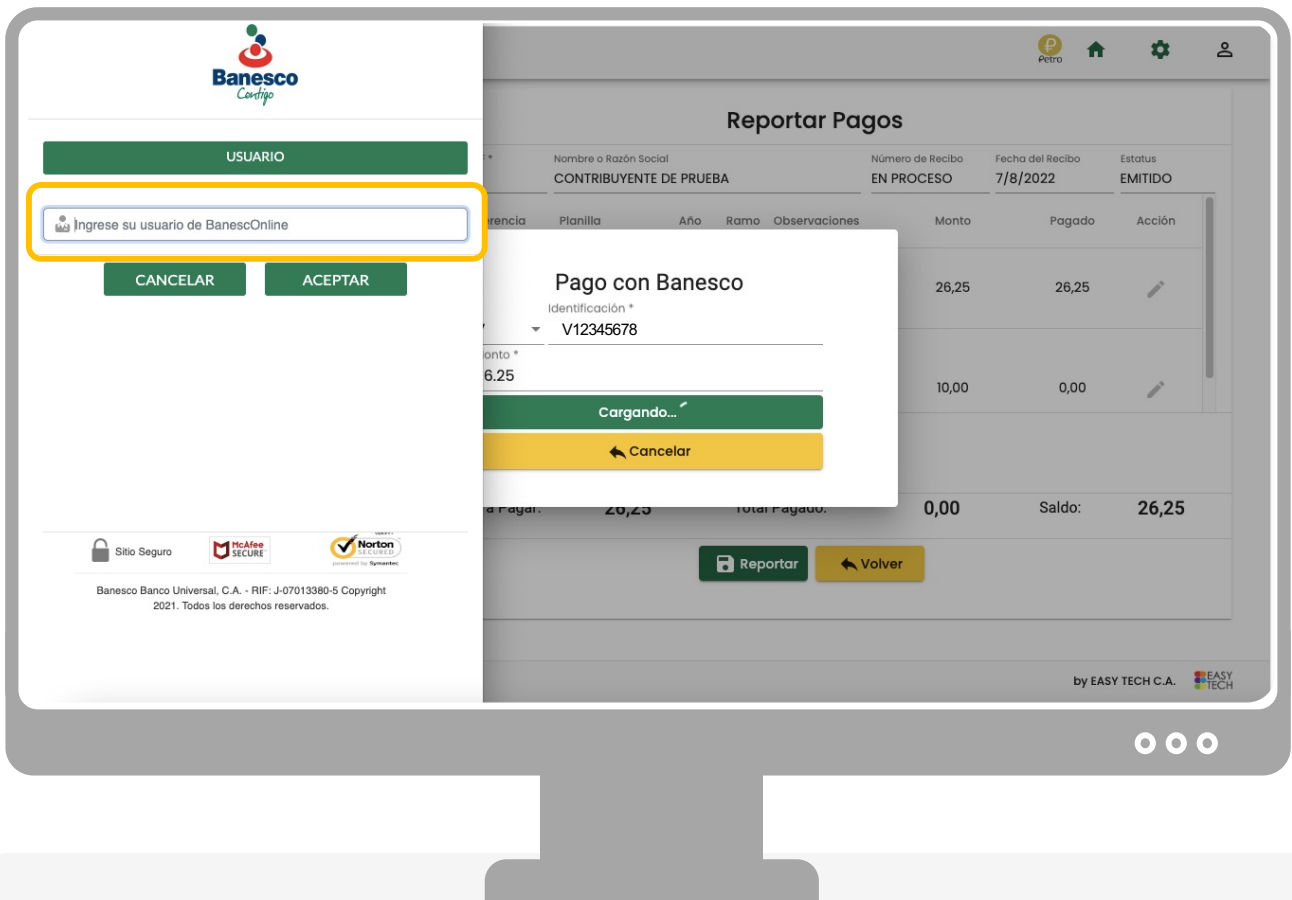 Banesco
Contigo
USUARIO
Ingrese su usuario de BanescOnline
CANCELAR
ACEPTAR
Sitio Seguro
McAfee
SECURE
Norton
SECURED
powered by Symantec
Banesco Banco Universal, C.A. - RIF: J-07013380-5 Copyright
2021. Todos los derechos reservados.
Petro
Reportar Pagos
Nombre o Razón Social
Número de Recibo
Fecha del Recibo
Estatus
CONTRIBUYENTE DE PRUEBA
EN PROCESO
7/8/2022
EMITIDO
Planilla
Año
Ramo
Observaciones
Monto
Pagado
Acción
26,25
26,25
10,00
0,00
Pago con Banesco
Identificación *
V12345678
6.25
Cargando...
Cancelar
a Pagar:
26,25
Total Pagado:
0,00
Saldo:
26,25
Reportar
Volver
by EASY TECH C.A.
EASY
TECH